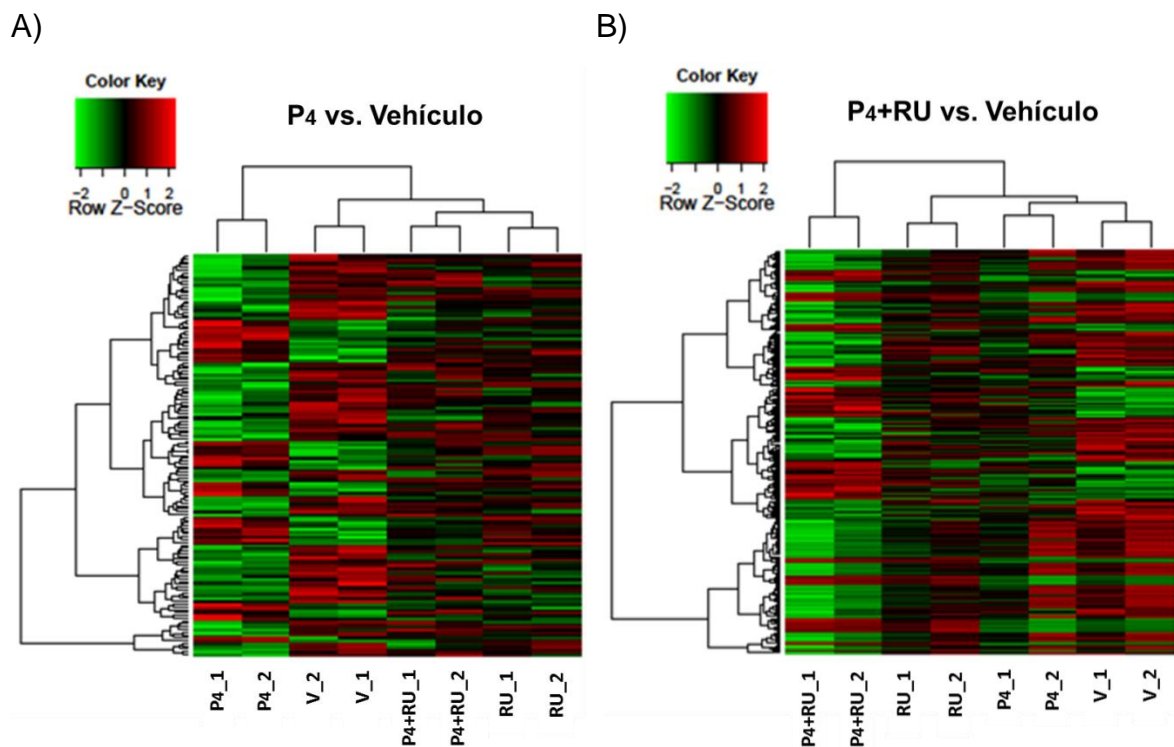 A)
Color Key
-2 0 1 2
Row Z-Score
P4 vs. Vehículo
P4_1
P4_2
V_2
V_1
P4+RU_1
P4+RU_2
RU_1
RU_2
B)
Color Key
-2 0 1 2
Row Z-Score
P4+RU vs. Vehículo
P4+RU_1
P4+RU_2
RU_1
RU_2
P4_1
P4_2
V_1
V_2